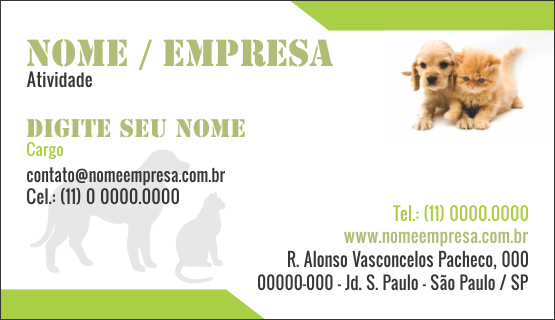 NOME / EMPRESA
Atividade
DIGITE SEU NOME
Cargo
contato@nomeempresa.com.br
Cel.: (11) 0 0000.0000
Tel.: (11) 0000.0000
www.nomeempresa.com.br
R. Alonso Vasconcelos Pacheco, 000
00000-000 - Jd. S. Paulo - São Paulo / SP